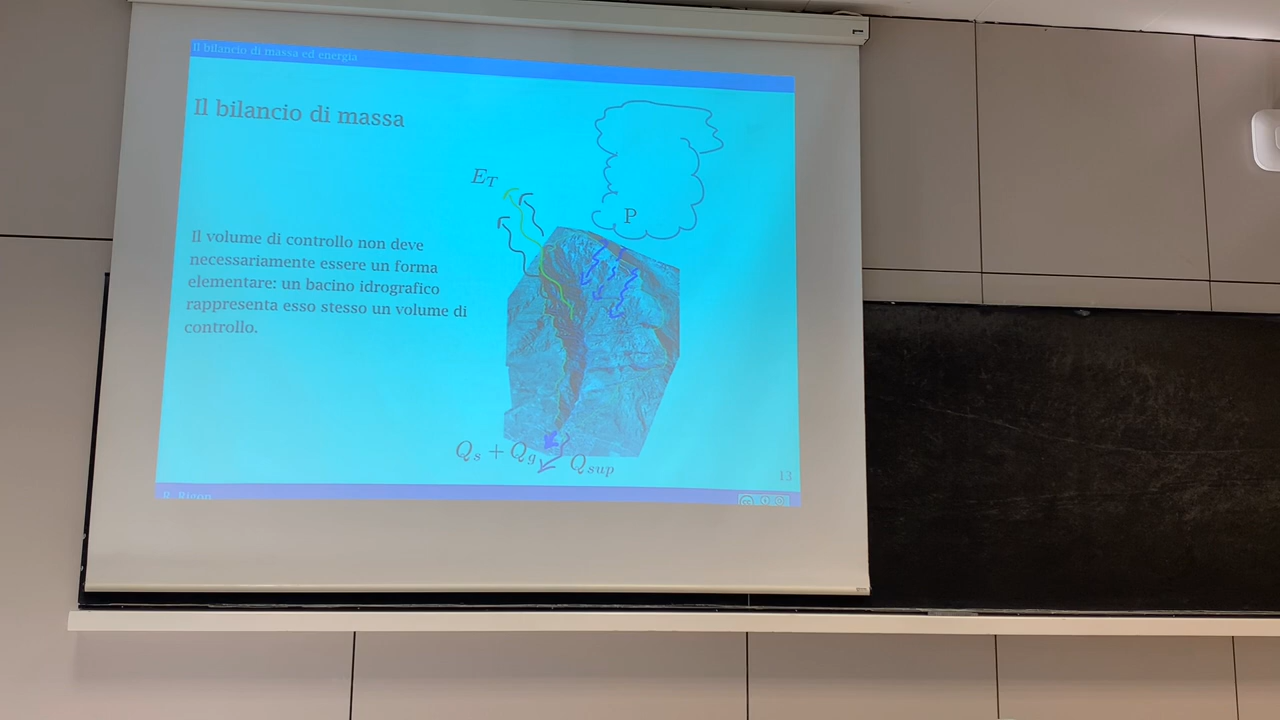 Il bilancio di massa ed energia
Il bilancio di massa
E_T
P
Il volume di controllo non deve
necessariamente essere un forma
elementare: un bacino idrografico
rappresenta esso stesso un volume di
controllo.
Q_s + Q_g
Q_sup
13
R. Rigon